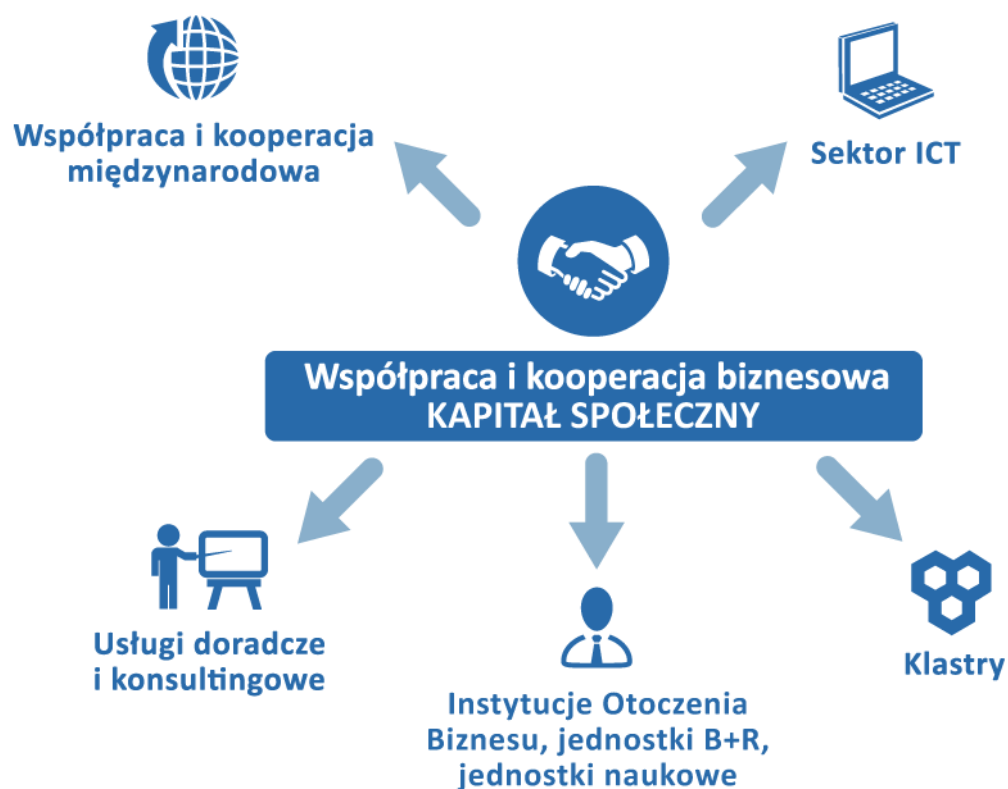 Współpraca i kooperacja
międzynarodowa
Sektor ICT
Współpraca i kooperacja biznesowa
KAPITAŁ SPOŁECZNY
Usługi doradcze
i konsultingowe
Instytucje Otoczenia
Biznesu, jednostki B+R,
jednostki naukowe
Klastry